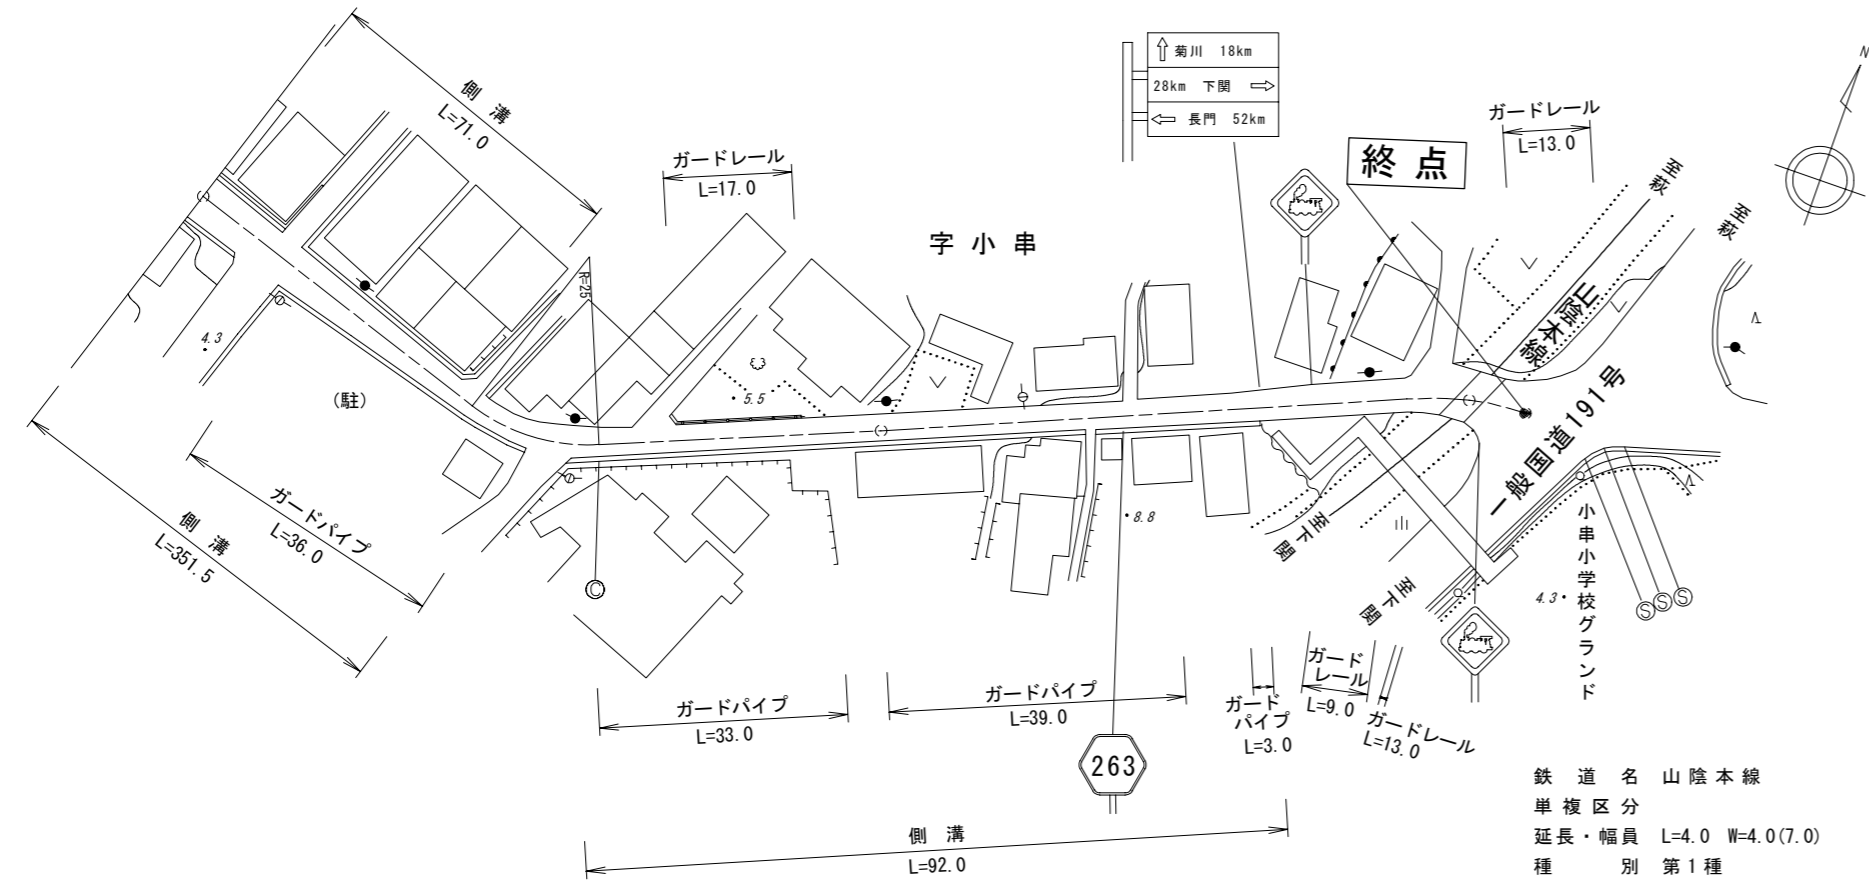 側溝
L=71.0
ガードレール
L=17.0
字小串
菊川 18km
28km 下関
長門 52km
終点
ガードレール
L=13.0
至萩
至萩
N
山陰本線
一般国道191号
R=25
4.3
(駐)
5.5
8.8
ガードパイプ
L=36.0
側溝
L=351.5
C
至下関
至下関
4.3
小串小学校グランド
S
S
S
ガードパイプ
L=33.0
ガードパイプ
L=39.0
ガード
パイプ
L=3.0
ガード
レール
L=9.0
ガードレール
L=13.0
263
側溝
L=92.0
鉄道名 山陰本線
単複区分
延長・幅員 L=4.0 W=4.0(7.0)
種別 第1種